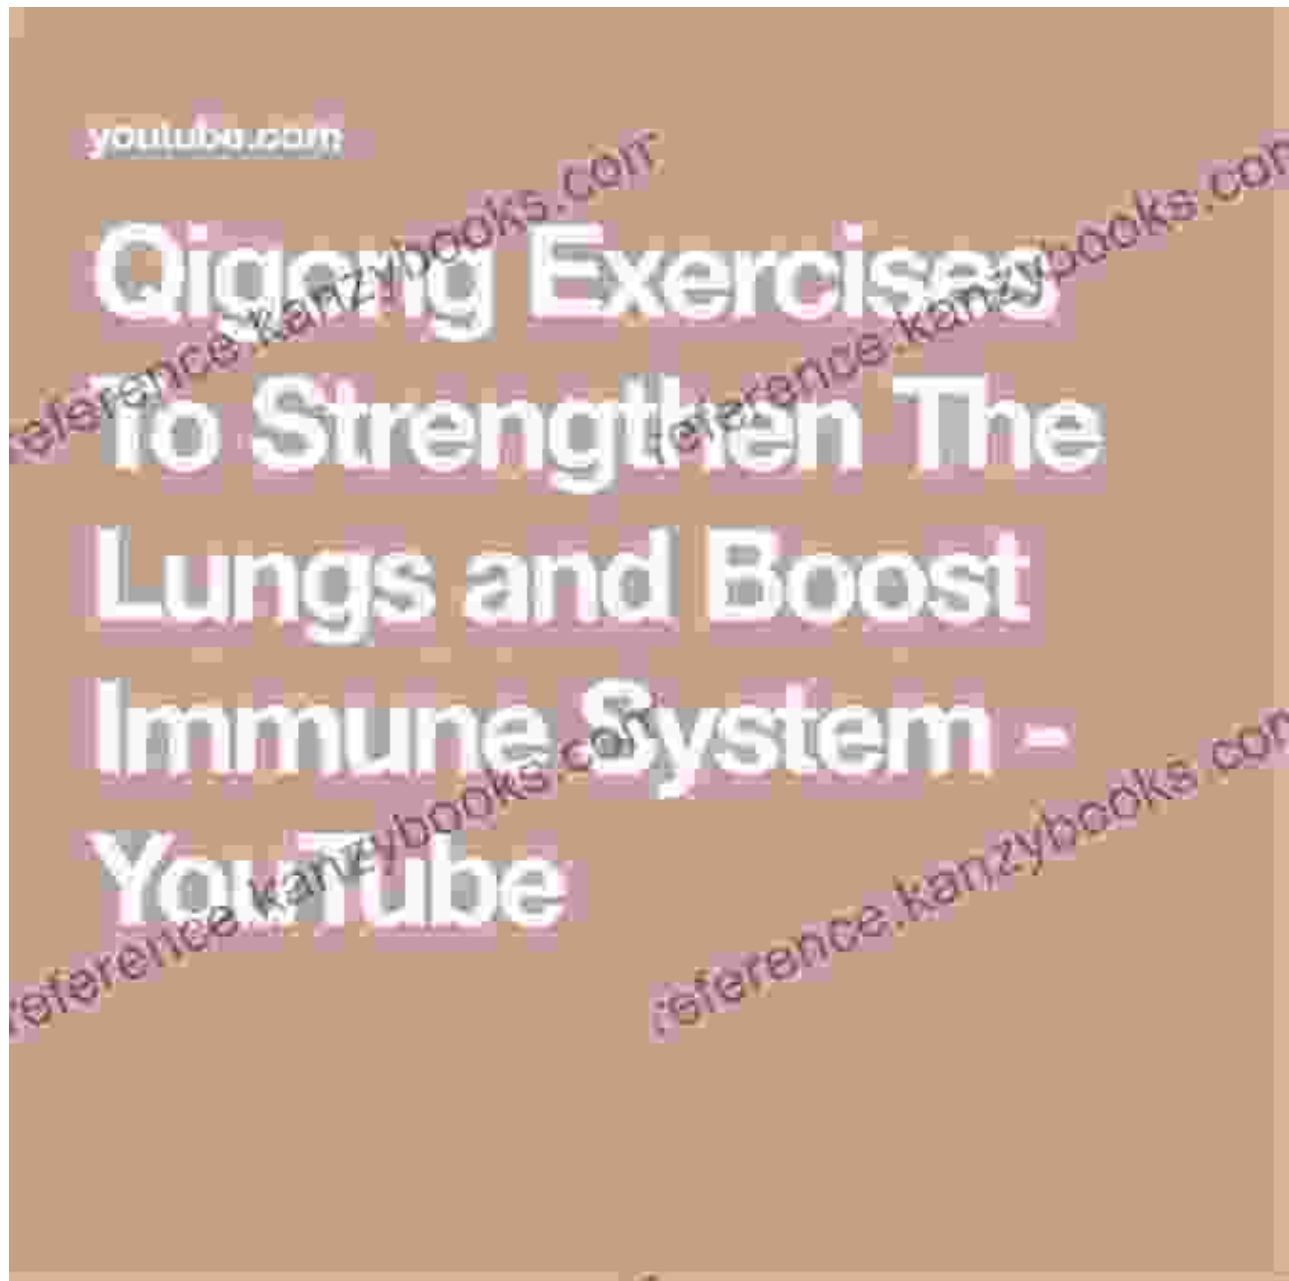 youtube.com
Qigong Exercises
To Strengthen The
Lungs and Boost
Immune System -
YouTube
reference.kanzybooks.com
reference.kanzybooks.com
reference.kanzybooks.com
reference.kanzybooks.com